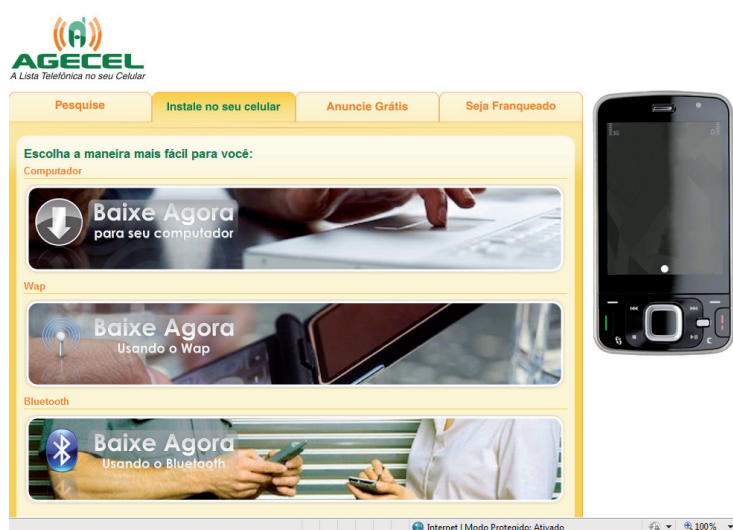 AGECEL
A Lista Telefônica no seu Celular
Pesquise
Instale no seu celular
Anuncie Grátis
Seja Franqueado
Escolha a maneira mais fácil para você:
Computador
Baixe Agora
para seu computador
Wap
Baixe Agora
Usando o Wap
Bluetooth
Baixe Agora
Usando o Bluetooth
Internet | Modo Protegido: Ativado
100%